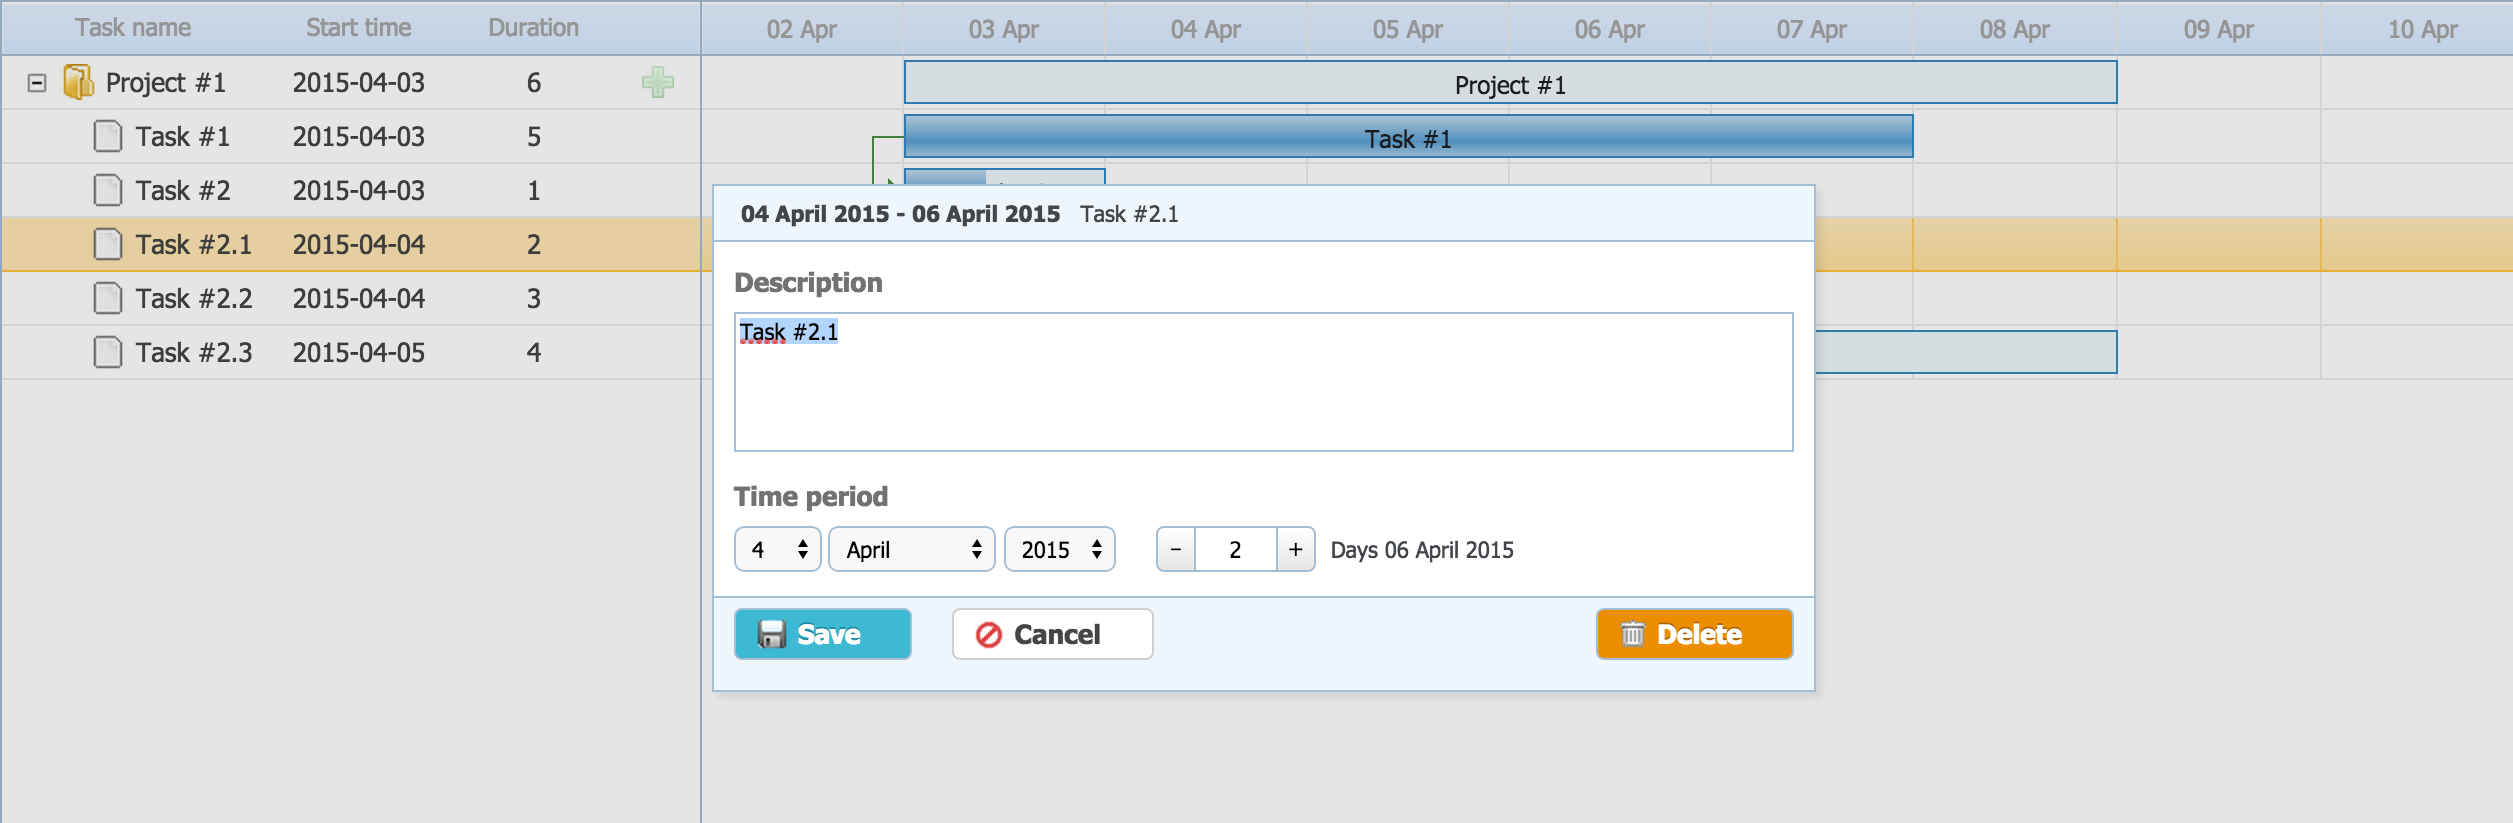 Task name Start time Duration 02 Apr 03 Apr 04 Apr 05 Apr 06 Apr 07 Apr 08 Apr 09 Apr 10 Apr
Project #1 2015-04-03 6 Project #1
Task #1 2015-04-03 5 Task #1
Task #2 2015-04-03 1
Task #2.1 2015-04-04 2
Task #2.2 2015-04-04 3
Task #2.3 2015-04-05 4
04 April 2015 - 06 April 2015 Task #2.1
Description
Task #2.1
Time period
4 April 2015 - 2 + Days 06 April 2015
Save Cancel Delete